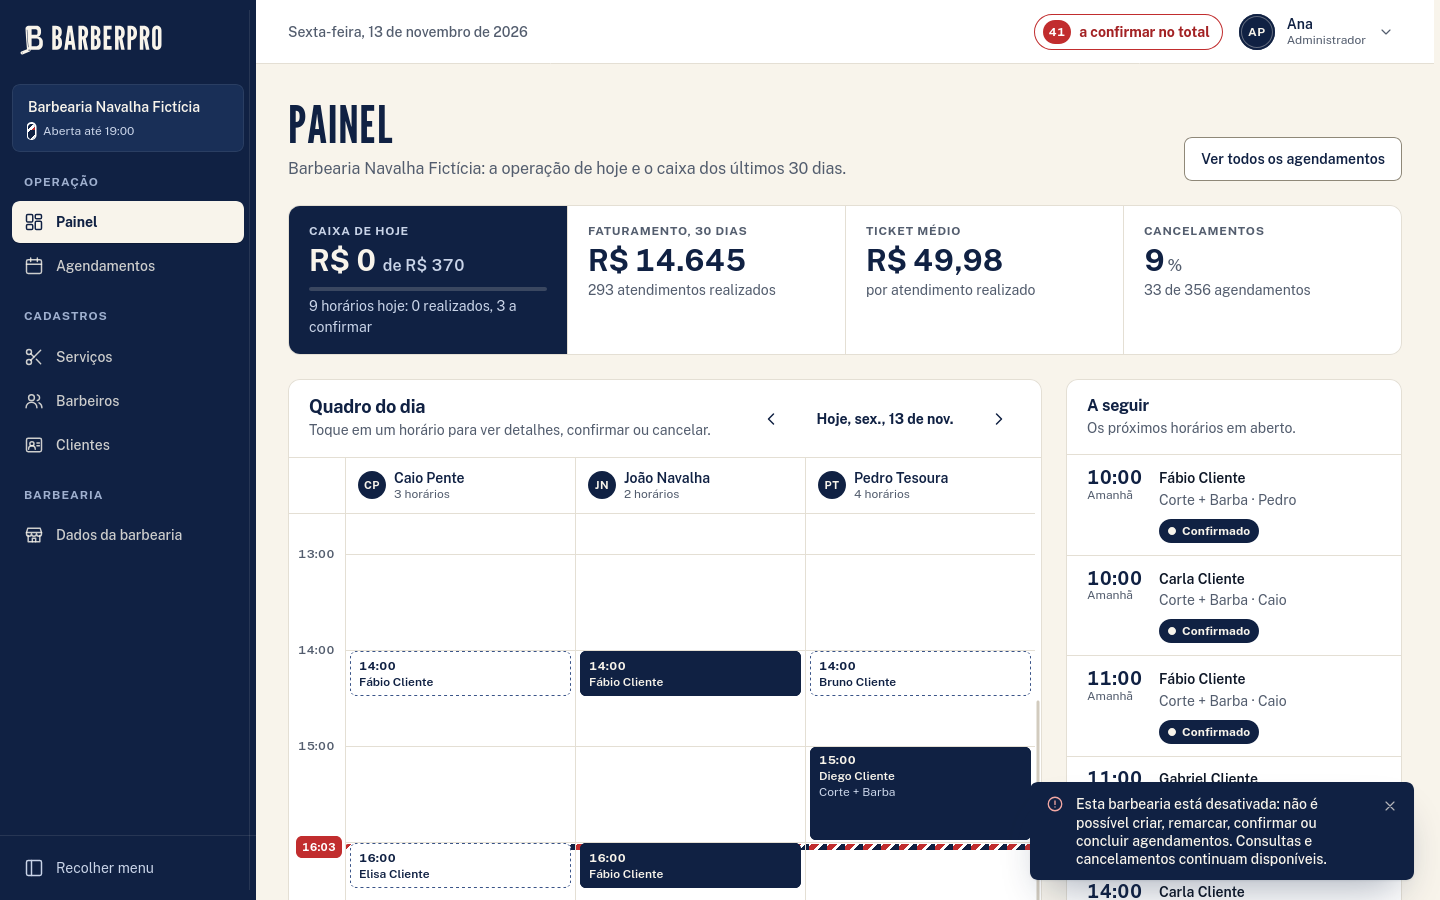 BARBERPRO
Barbearia Navalha Fictícia
Aberta até 19:00
OPERAÇÃO
Painel
Agendamentos
CADASTROS
Serviços
Barbeiros
Clientes
BARBEARIA
Dados da barbearia
Recolher menu
Sexta-feira, 13 de novembro de 2026
41 a confirmar no total
AP
Ana
Administrador
PAINEL
Barbearia Navalha Fictícia: a operação de hoje e o caixa dos últimos 30 dias.
Ver todos os agendamentos
CAIXA DE HOJE
R$ 0 de R$ 370
9 horários hoje: 0 realizados, 3 a
confirmar
FATURAMENTO, 30 DIAS
R$ 14.645
293 atendimentos realizados
TICKET MÉDIO
R$ 49,98
por atendimento realizado
CANCELAMENTOS
9 %
33 de 356 agendamentos
Quadro do dia
Toque em um horário para ver detalhes, confirmar ou cancelar.
Hoje, sex., 13 de nov.
CP
Caio Pente
3 horários
JN
João Navalha
2 horários
PT
Pedro Tesoura
4 horários
13:00
14:00
14:00
Fábio Cliente
14:00
Fábio Cliente
14:00
Bruno Cliente
15:00
15:00
Diego Cliente
Corte + Barba
16:03
16:00
Elisa Cliente
16:00
Fábio Cliente
A seguir
Os próximos horários em aberto.
10:00
Amanhã
Fábio Cliente
Corte + Barba · Pedro
Confirmado
10:00
Amanhã
Carla Cliente
Corte + Barba · Caio
Confirmado
11:00
Amanhã
Fábio Cliente
Corte + Barba · Caio
Confirmado
11:00
Gabriel Cliente
Esta barbearia está desativada: não é
possível criar, remarcar, confirmar ou
concluir agendamentos. Consultas e
cancelamentos continuam disponíveis.
14:00
Carla Cliente